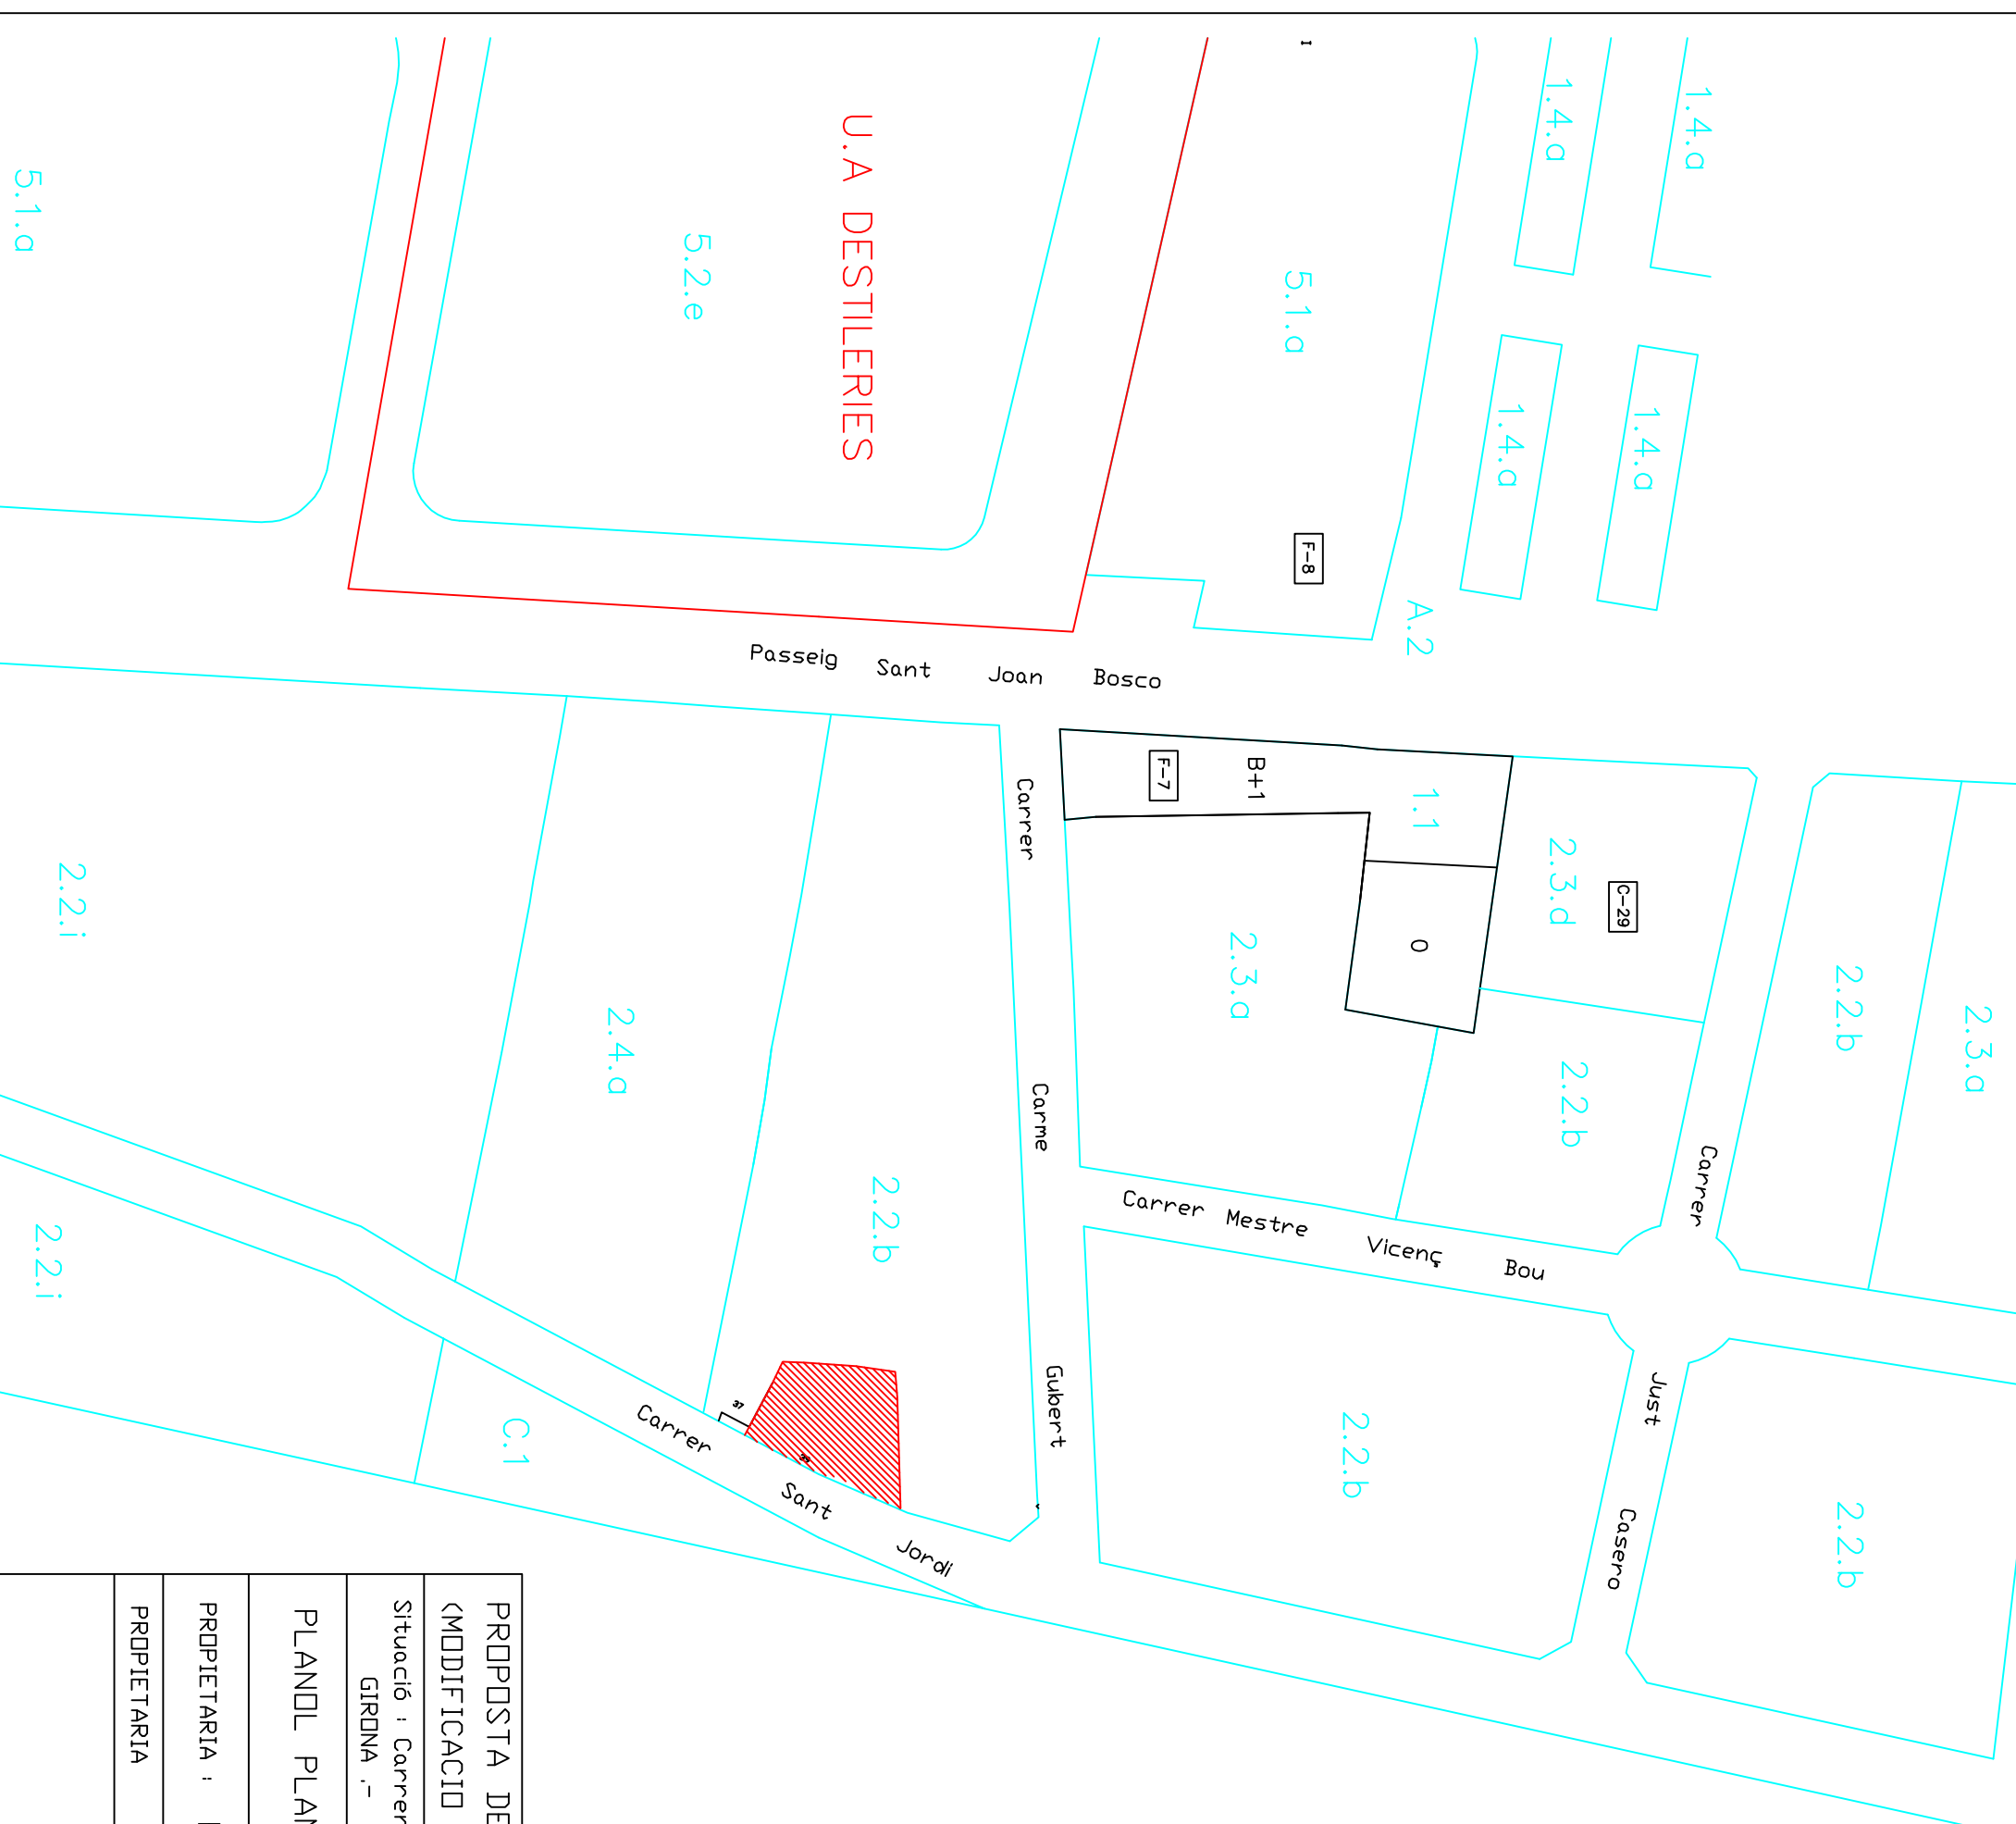 5.1.a
5.2.e
U.A DESTILERIES
5.1.a
1.4.a
1.4.a
1.4.a
1.4.a
F-8
A.2
Passeig Sant Joan Bosco
F-7
B+1
1.1
O
2.3.d
C-29
2.3.a
2.2.b
2.2.b
2.3.a
Carrer Carme Gubert
Carrer Mestre Vicenç Bou
Carrer Just Casero
2.2.i
2.4.a
2.2.b
2.2.i
C.1
37
39
Carrer Sant Jordi
2.2.b
2.2.b
PROPOSTA DE
(MODIFICACIO
Situació : Carrer
GIRONA .-
PLANOL PLAN
PROPIETARIA :
PROPIETARIA